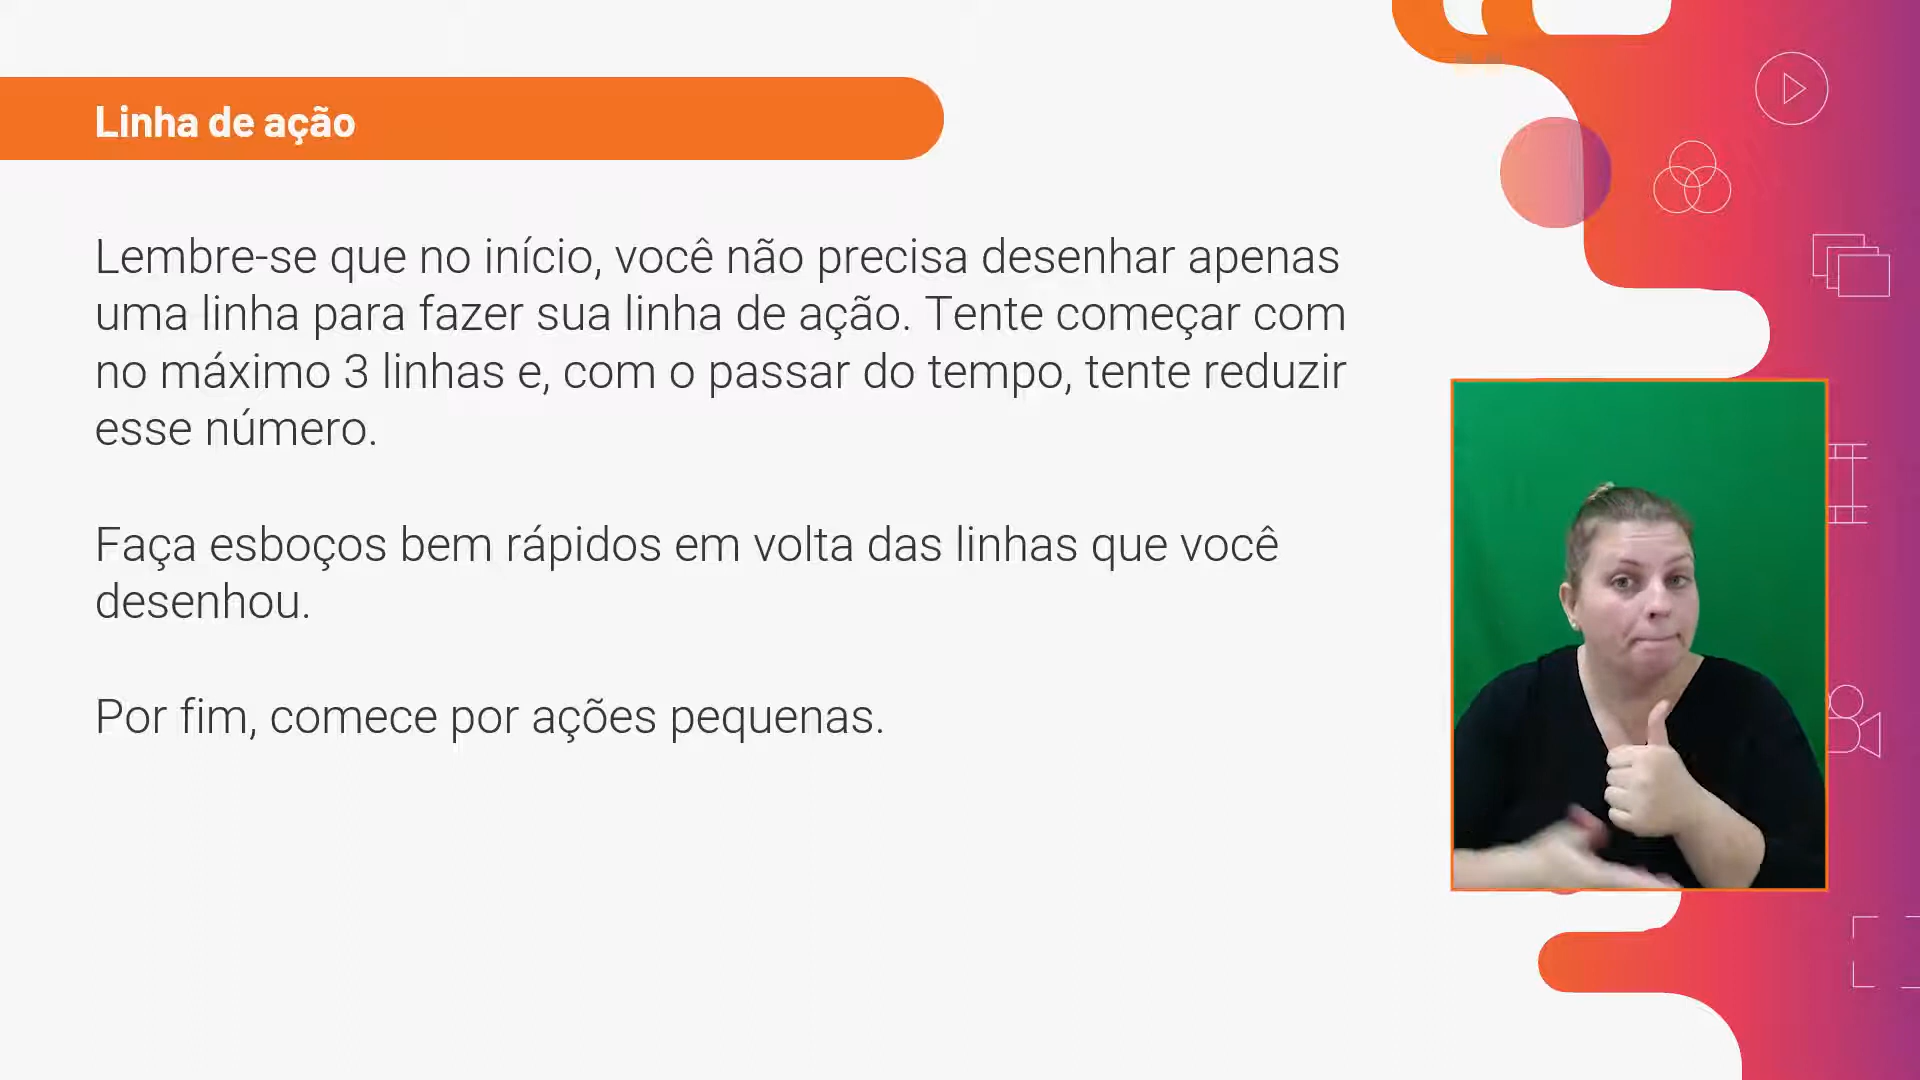 Linha de ação
Lembre-se que no início, você não precisa desenhar apenas
uma linha para fazer sua linha de ação. Tente começar com
no máximo 3 linhas e, com o passar do tempo, tente reduzir
esse número.
Faça esboços bem rápidos em volta das linhas que você
desenhou.
Por fim, comece por ações pequenas.